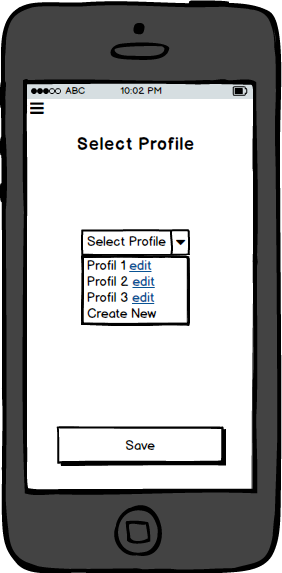 ABC 10:02 PM
Select Profile
Select Profile
Profil 1 edit
Profil 2 edit
Profil 3 edit
Create New
Save